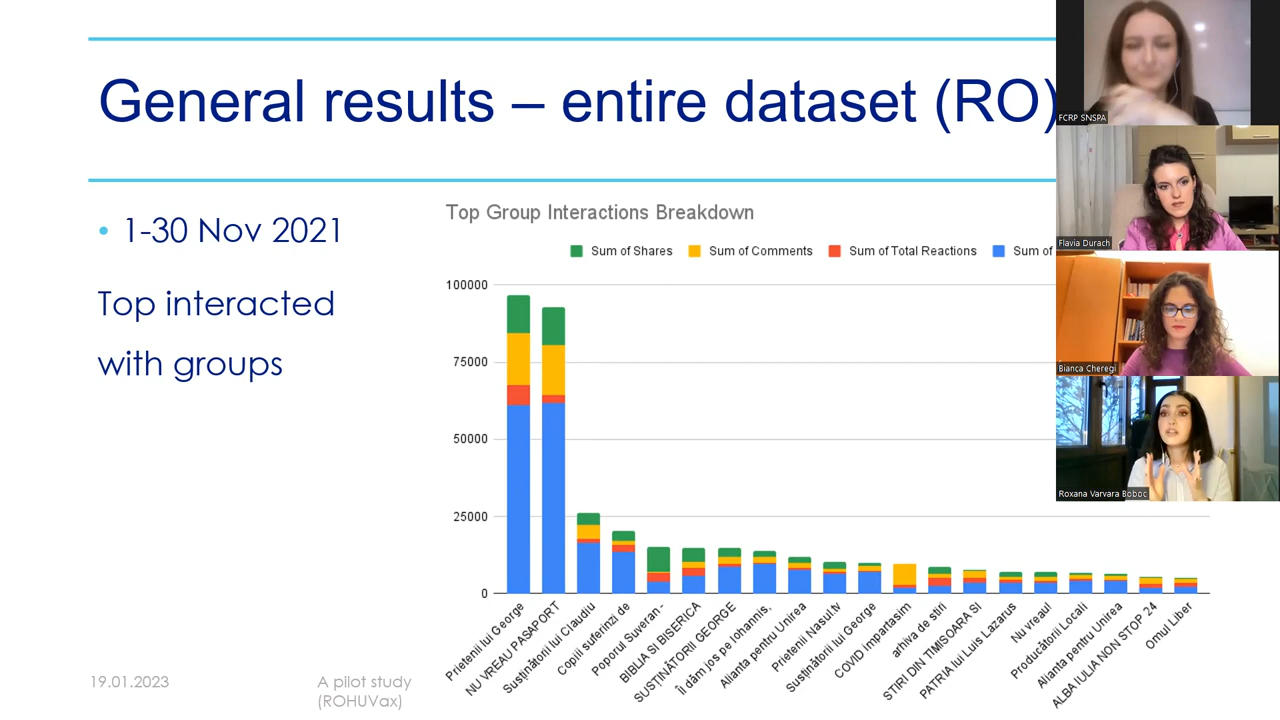 General results – entire dataset (RO)
• 1-30 Nov 2021
Top interacted
with groups
Top Group Interactions Breakdown
Sum of Shares
Sum of Comments
Sum of Total Reactions
Sum of
100000
75000
50000
25000
0
Prietenii lui George
NU VREAU PASAPORT
Susținătorii lui Claudiu
Copiii suferinzi de
Poporul Suveran -
BIBLIA SI BISERICA
SUSȚINĂTORII GEORGE
Îi dăm jos pe Iohannis,
Alianta pentru Unirea
Prietenii Nasul.tv
Susținătorii lui George
COVID impartasim
arhiva de stiri
STIRI DIN TIMISOARA SI
PATRIA lui Luis Lazarus
Nu vreaul
Producătorii Locali
Alianta pentru Unirea
ALBA IULIA NON STOP 24
Omul Liber
19.01.2023
A pilot study
(ROHUVax)
FCRP SNSPA
Flavia Durach
Bianca Cheregi
Roxana Varvara Boboc